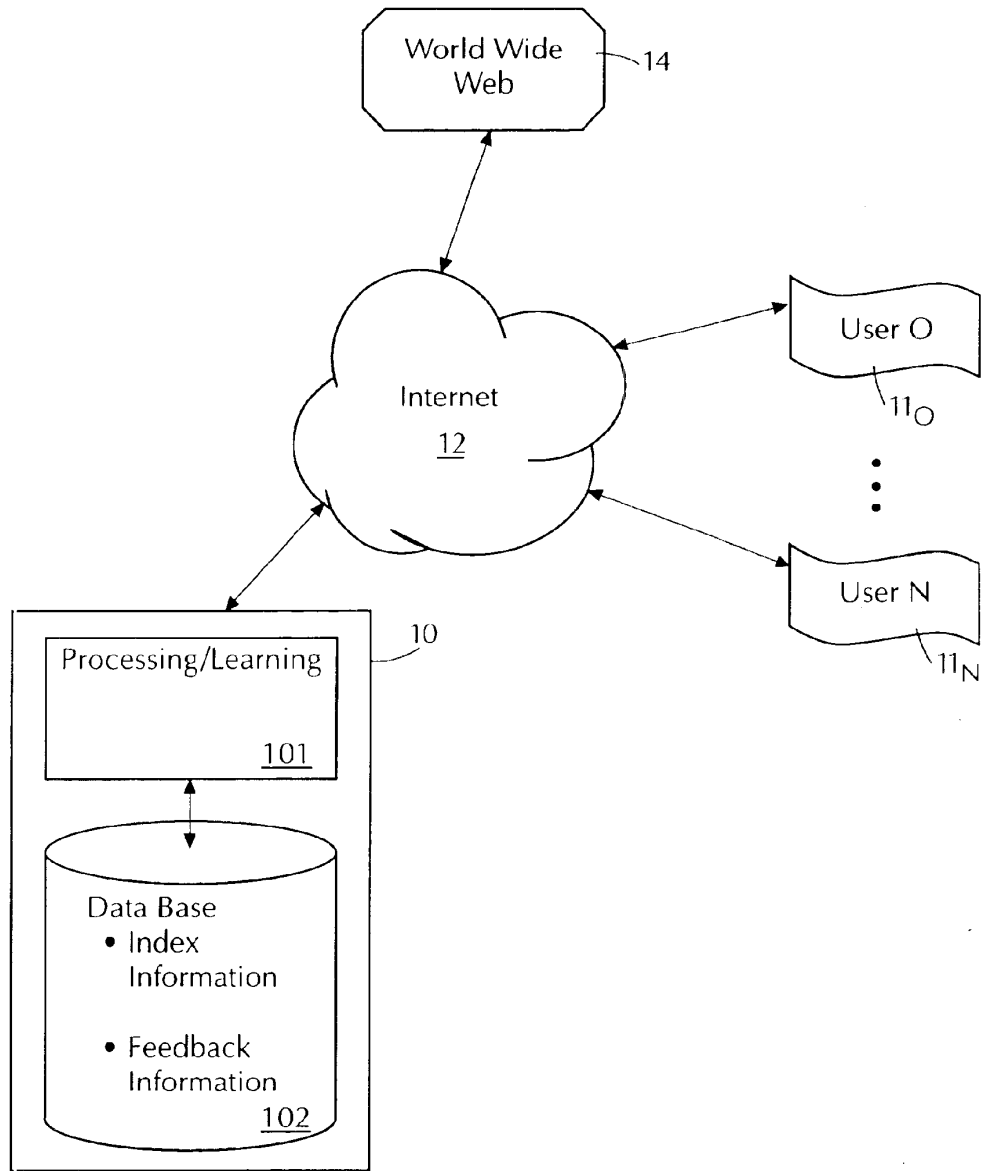 World Wide
Web
14
User O
11O
Internet
12
User N
11N
10
Processing/Learning
101
Data Base
• Index
Information
• Feedback
Information
102